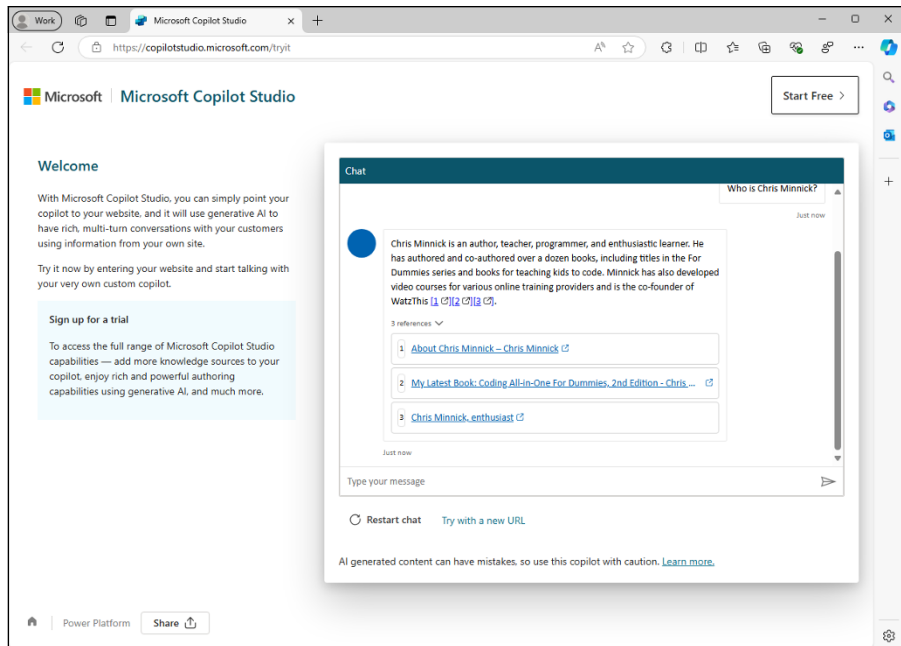 Work
Microsoft Copilot Studio
https://copilotstudio.microsoft.com/tryit
Microsoft | Microsoft Copilot Studio
Start Free >
Welcome
With Microsoft Copilot Studio, you can simply point your
copilot to your website, and it will use generative AI to
have rich, multi-turn conversations with your customers
using information from your own site.
Try it now by entering your website and start talking with
your very own custom copilot.
Sign up for a trial
To access the full range of Microsoft Copilot Studio
capabilities — add more knowledge sources to your
copilot, enjoy rich and powerful authoring
capabilities using generative AI, and much more.
Chat
Who is Chris Minnick?
Just now
Chris Minnick is an author, teacher, programmer, and enthusiastic learner. He
has authored and co-authored over a dozen books, including titles in the For
Dummies series and books for teaching kids to code. Minnick has also developed
video courses for various online training providers and is the co-founder of
WatzThis [1][2][3].
3 references
1 About Chris Minnick – Chris Minnick
2 My Latest Book: Coding All-in-One For Dummies, 2nd Edition - Chris ...
3 Chris Minnick, enthusiast
Just now
Type your message
Restart chat
Try with a new URL
AI generated content can have mistakes, so use this copilot with caution. Learn more.
Power Platform
Share